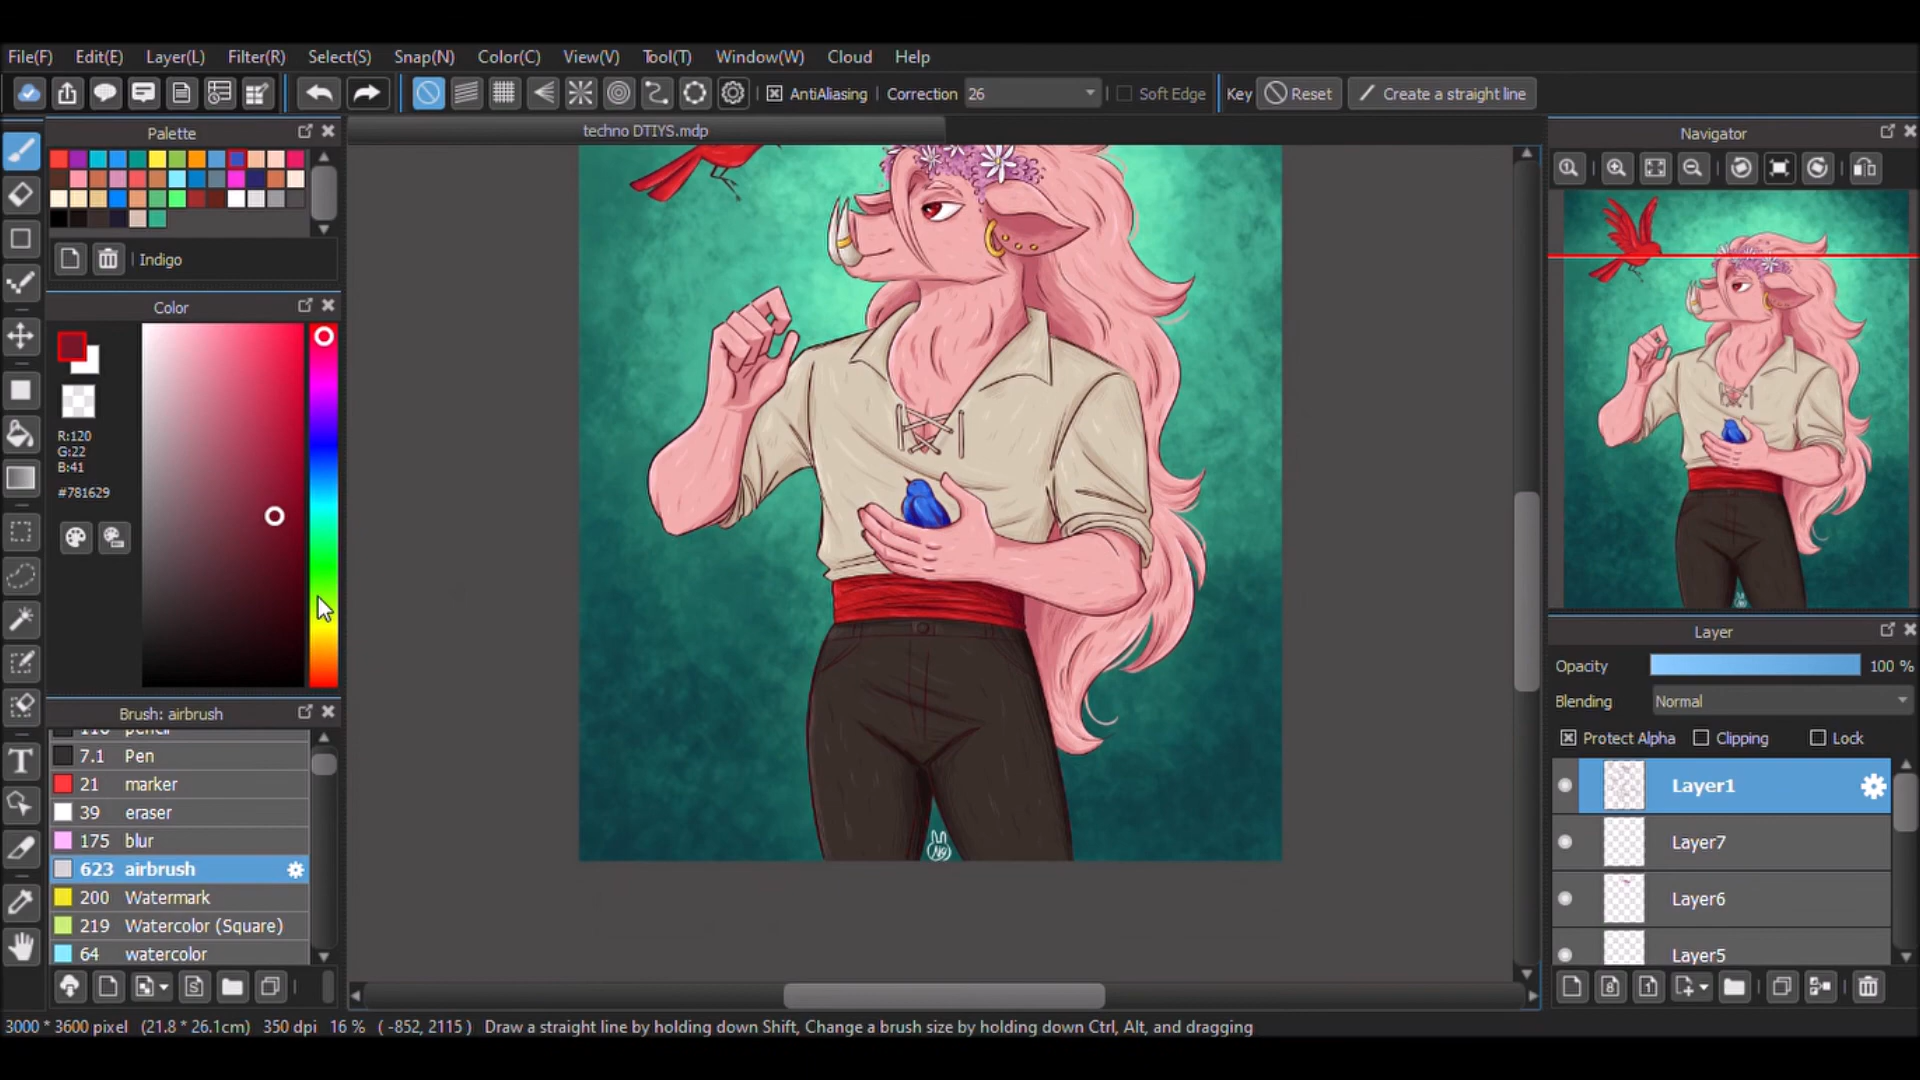 File(F) Edit(E) Layer(L) Filter(R) Select(S) Snap(N) Color(C) View(V) Tool(T) Window(W) Cloud Help
AntiAliasing Correction 26 Soft Edge Key Reset Create a straight line
Palette
techno DTIYS.mdp
Navigator
Indigo
Color
R:120
G:22
B:41
#781629
Layer
Opacity 100 %
Blending Normal
Protect Alpha Clipping Lock
Brush: airbrush
110 pencil
7.1 Pen
21 marker
39 eraser
175 blur
623 airbrush
200 Watermark
219 Watercolor (Square)
64 watercolor
Layer1
Layer7
Layer6
Layer5
3000 * 3600 pixel (21.8 * 26.1cm) 350 dpi 16 % ( -852, 2115 ) Draw a straight line by holding down Shift, Change a brush size by holding down Ctrl, Alt, and dragging